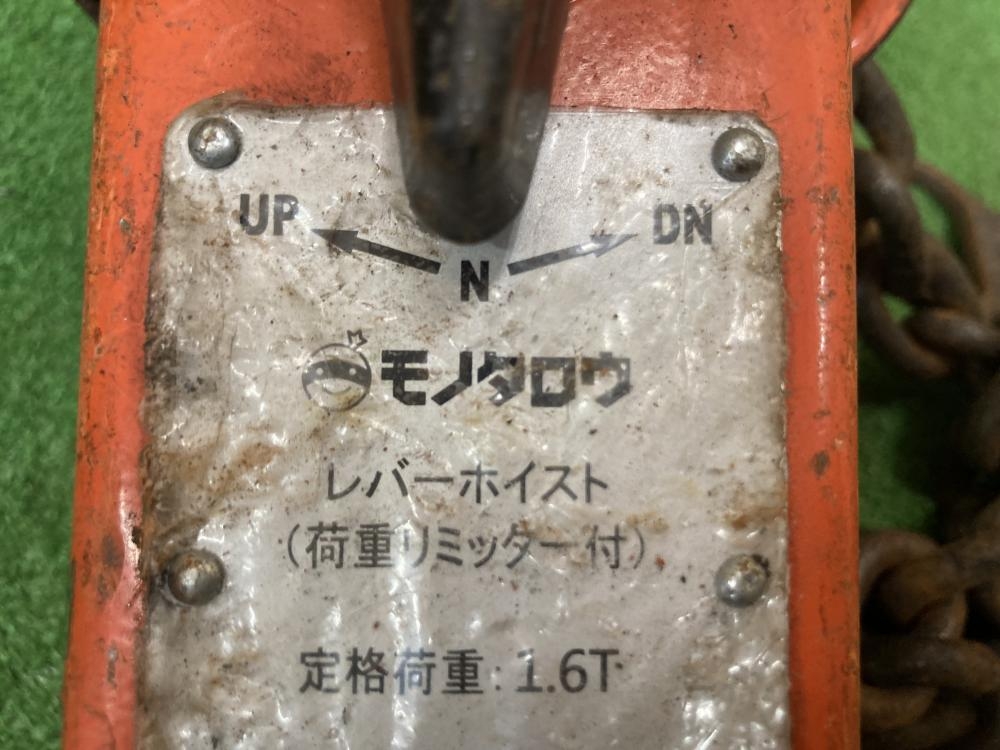 UP DN
N
モノタロウ
レバーホイスト
(荷重リミッター付)
定格荷重:1.6T